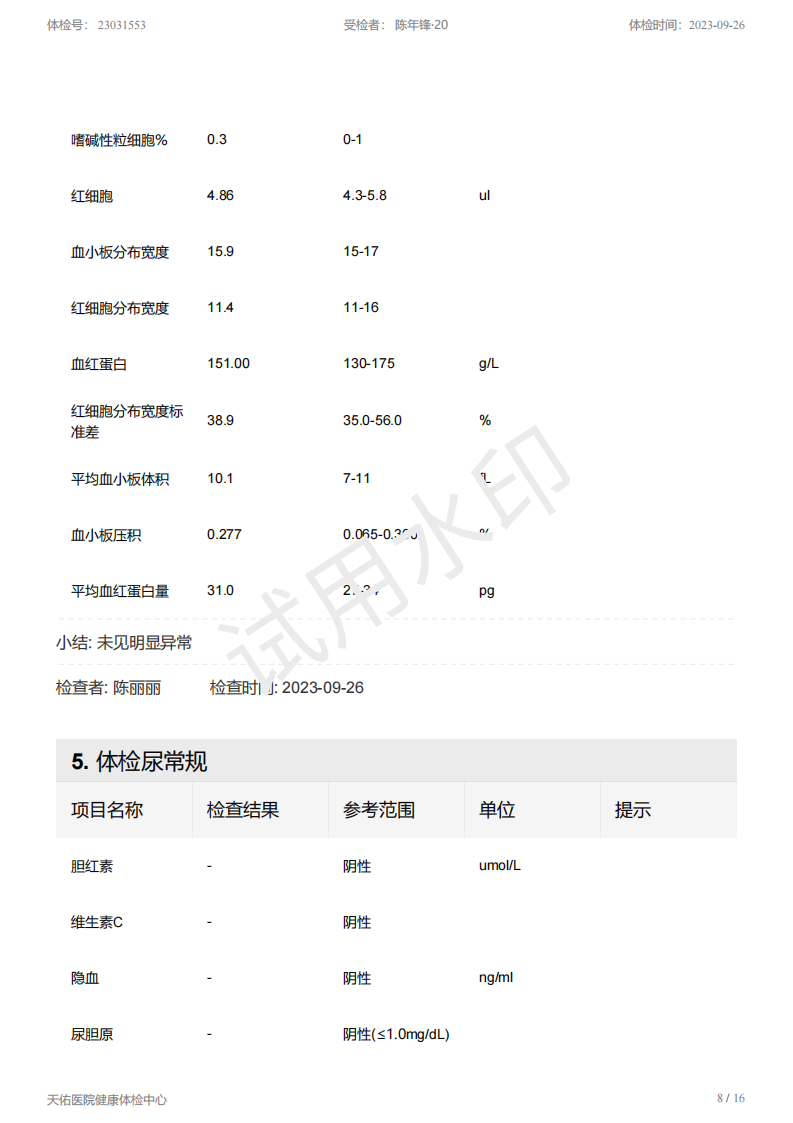 体检号： 23031553 受检者： 陈年锋·20 体检时间：2023-09-26
嗜碱性粒细胞% 0.3 0-1
红细胞 4.86 4.3-5.8 ul
血小板分布宽度 15.9 15-17
红细胞分布宽度 11.4 11-16
血红蛋白 151.00 130-175 g/L
红细胞分布宽度标
准差 38.9 35.0-56.0 %
平均血小板体积 10.1 7-11
血小板压积 0.277 %
平均血红蛋白量 31.0 pg
试用水印
小结: 未见明显异常
检查者: 陈丽丽 检查时间: 2023-09-26
5. 体检尿常规
项目名称 检查结果 参考范围 单位 提示
胆红素 - 阴性 umol/L
维生素C - 阴性
隐血 - 阴性 ng/ml
尿胆原 - 阴性(≤1.0mg/dL)
天佑医院健康体检中心 8 / 16